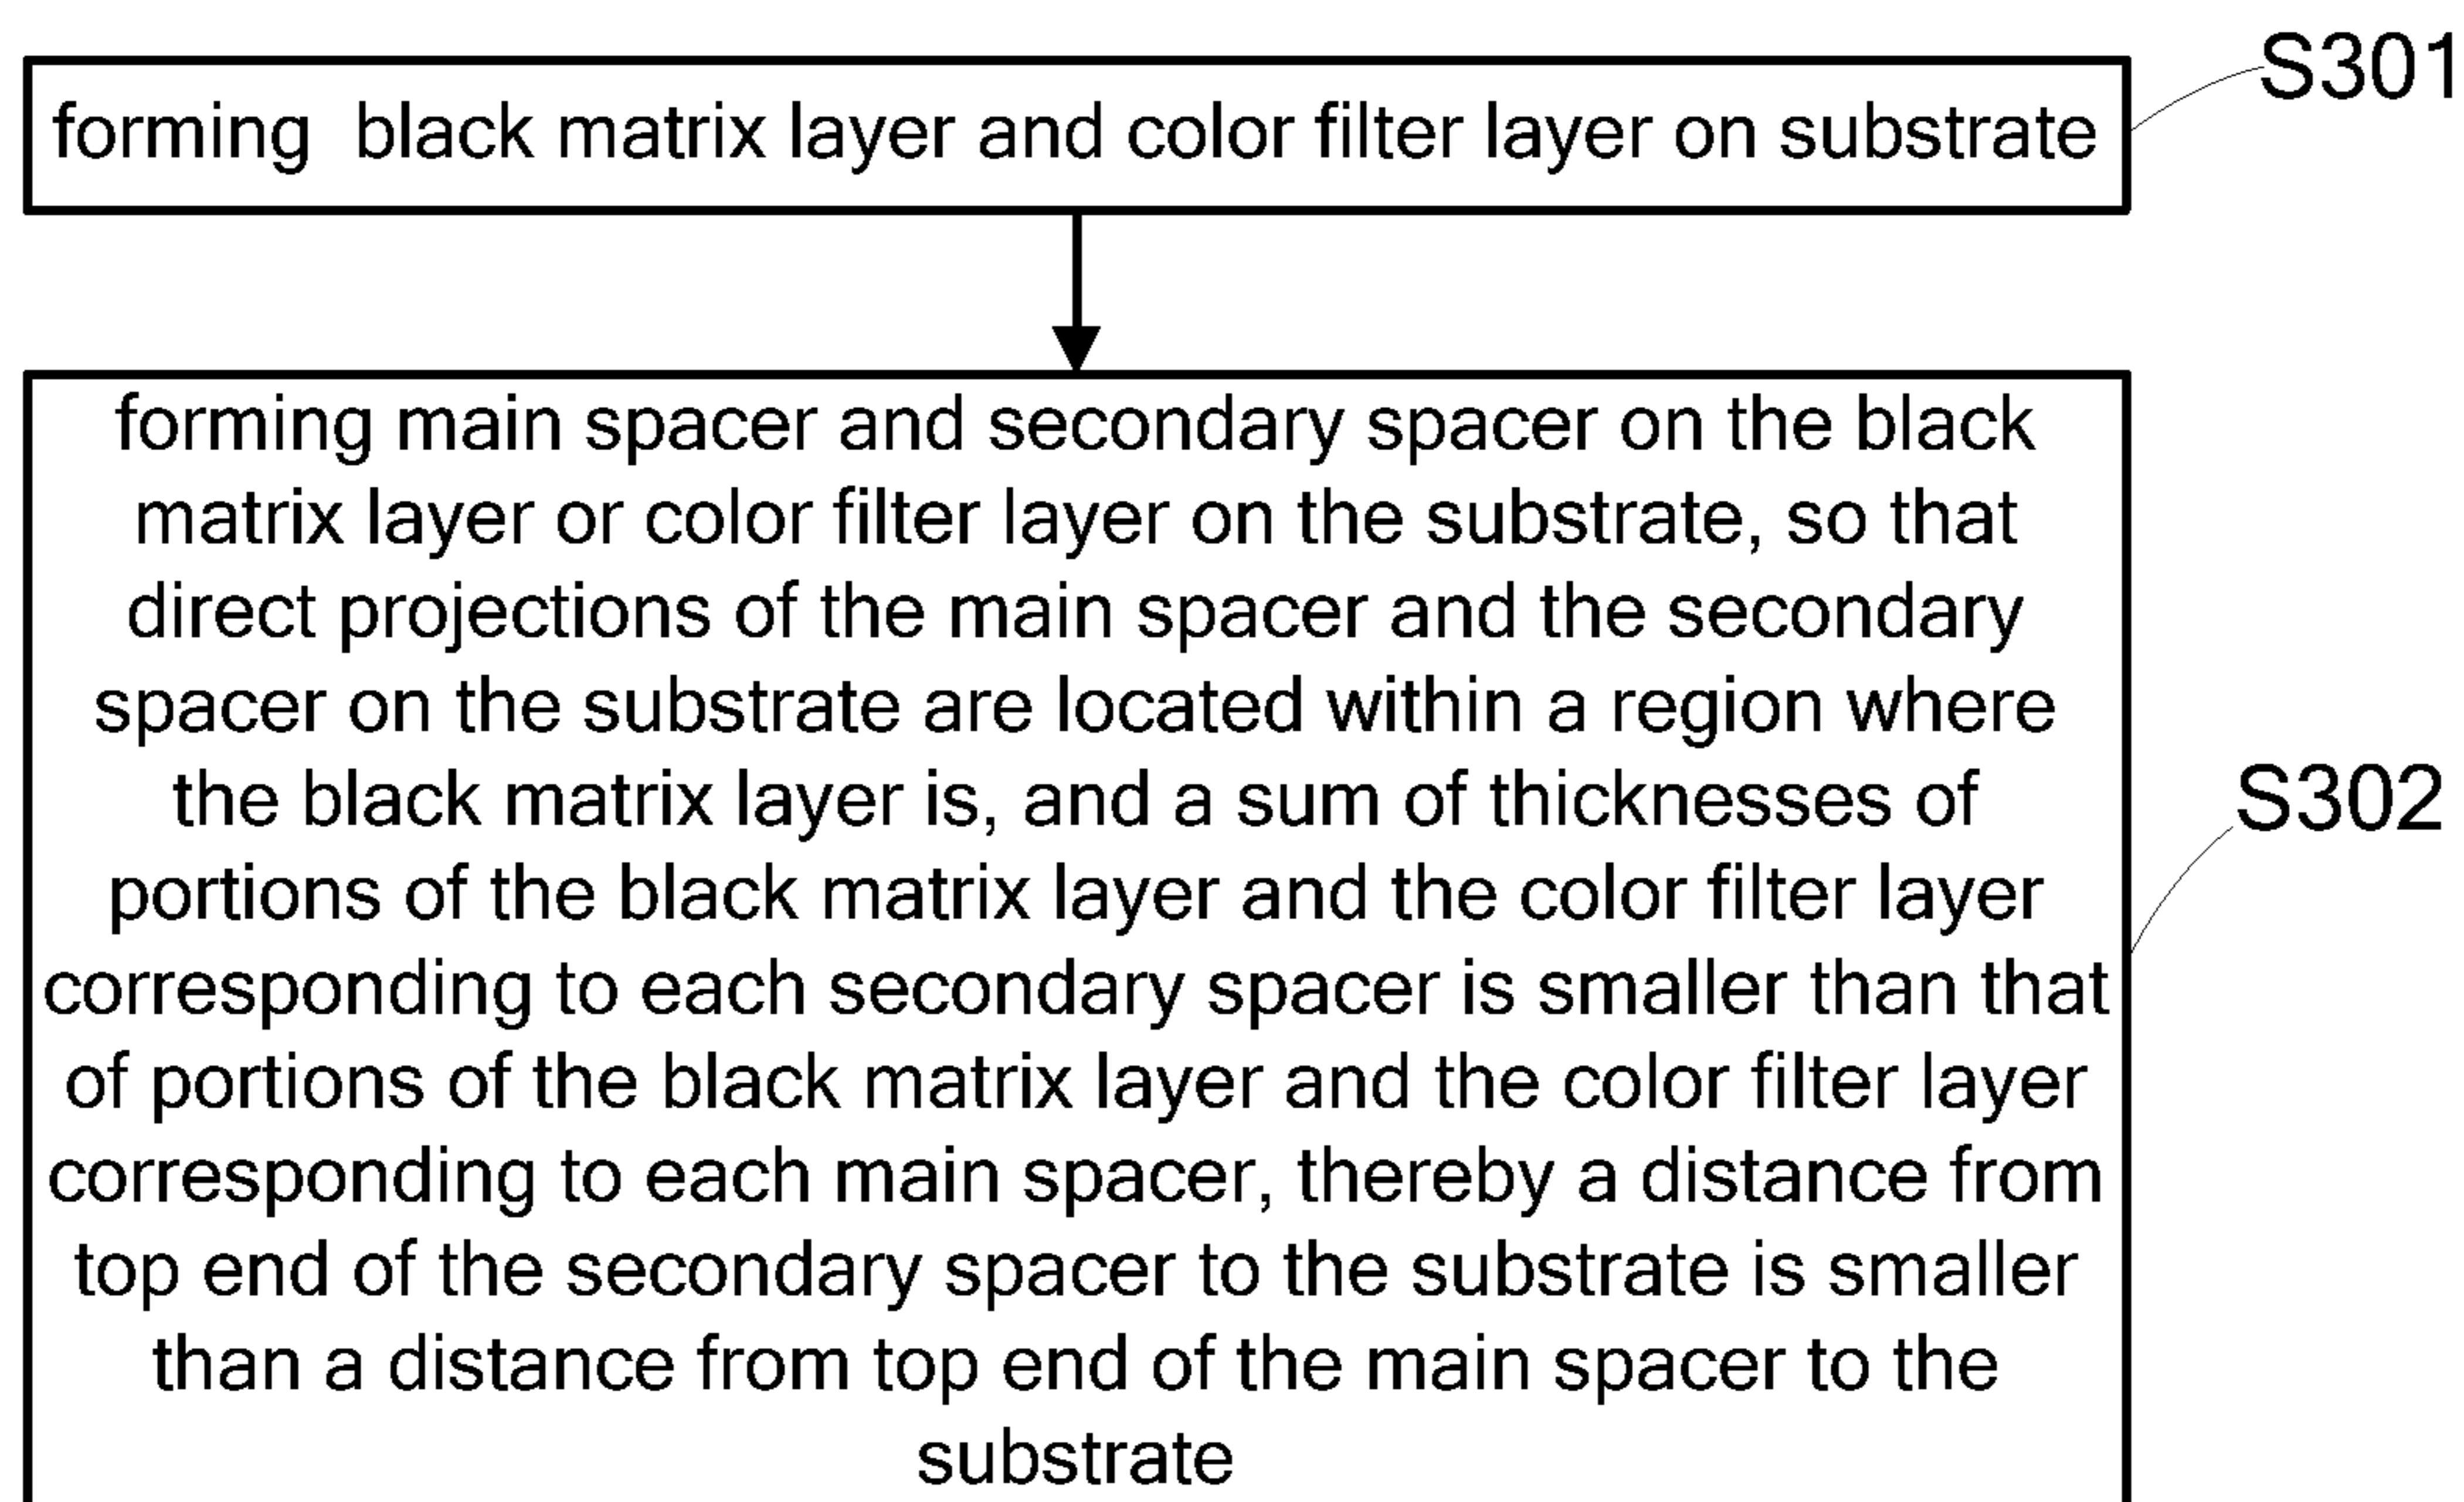 S301
forming black matrix layer and color filter layer on substrate
forming main spacer and secondary spacer on the black
matrix layer or color filter layer on the substrate, so that
direct projections of the main spacer and the secondary
spacer on the substrate are located within a region where
the black matrix layer is, and a sum of thicknesses of
S302
portions of the black matrix layer and the color filter layer
corresponding to each secondary spacer is smaller than that
of portions of the black matrix layer and the color filter layer
corresponding to each main spacer, thereby a distance from
top end of the secondary spacer to the substrate is smaller
than a distance from top end of the main spacer to the
substrate